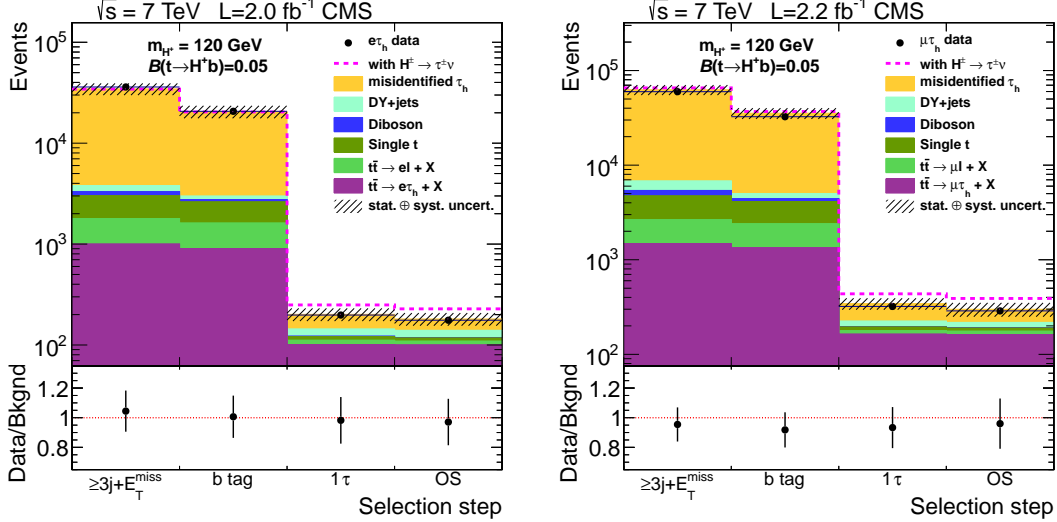 √s = 7 TeV L=2.0 fb⁻¹ CMS
Events
10⁵
10⁴
10³
10²
m_H⁺ = 120 GeV
B(t→H⁺b)=0.05
eτ_h data
with H^± → τ^±ν
misidentified τ_h
DY+jets
Diboson
Single t
tt̄ → el + X
tt̄ → eτ_h + X
stat. ⊕ syst. uncert.
Data/Bkgnd
1.2
1
0.8
≥3j+E_T^miss b tag 1 τ OS
Selection step
√s = 7 TeV L=2.2 fb⁻¹ CMS
Events
10⁵
10⁴
10³
10²
m_H⁺ = 120 GeV
B(t→H⁺b)=0.05
μτ_h data
with H^± → τ^±ν
misidentified τ_h
DY+jets
Diboson
Single t
tt̄ → μl + X
tt̄ → μτ_h + X
stat. ⊕ syst. uncert.
Data/Bkgnd
1.2
1
0.8
≥3j+E_T^miss b tag 1 τ OS
Selection step